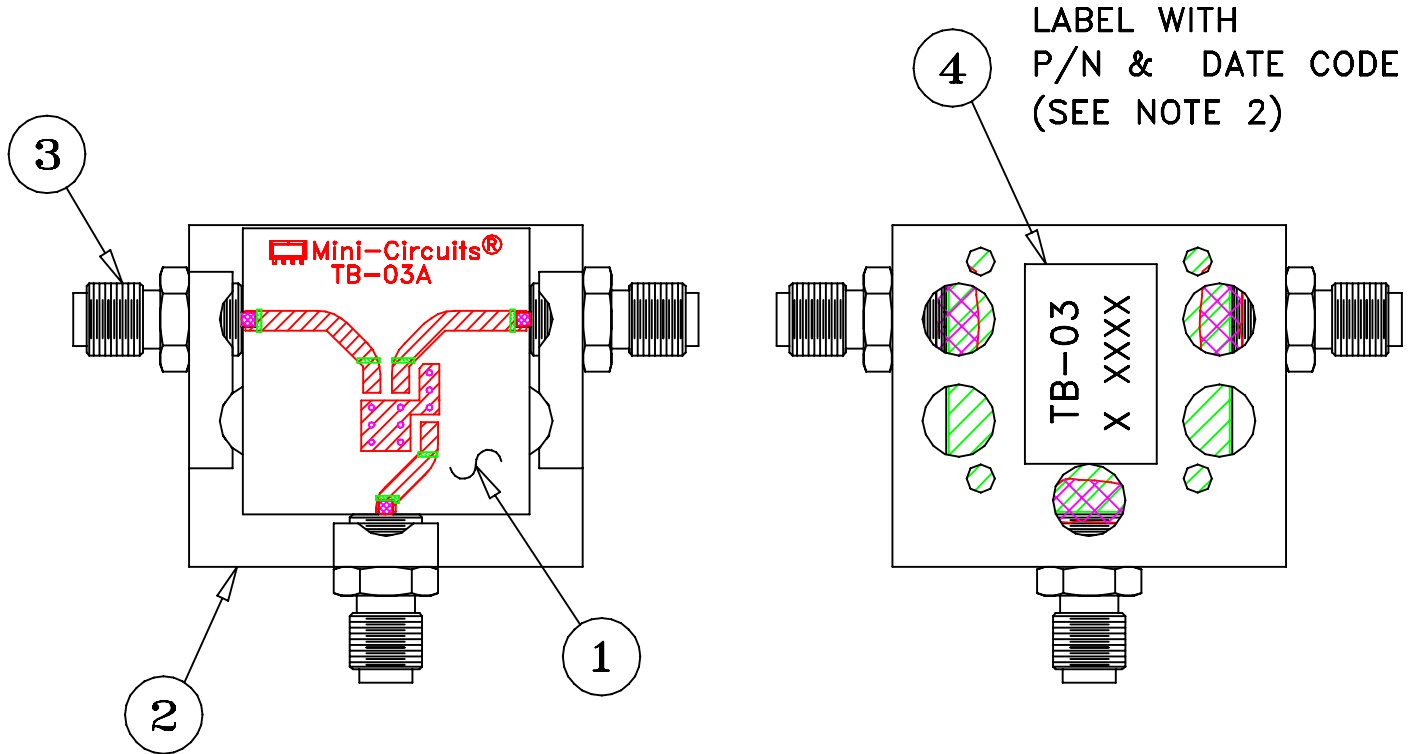 LABEL WITH
P/N & DATE CODE
(SEE NOTE 2)
4
3
Mini-Circuits®
TB-03A
TB-03
X XXXX
1
2